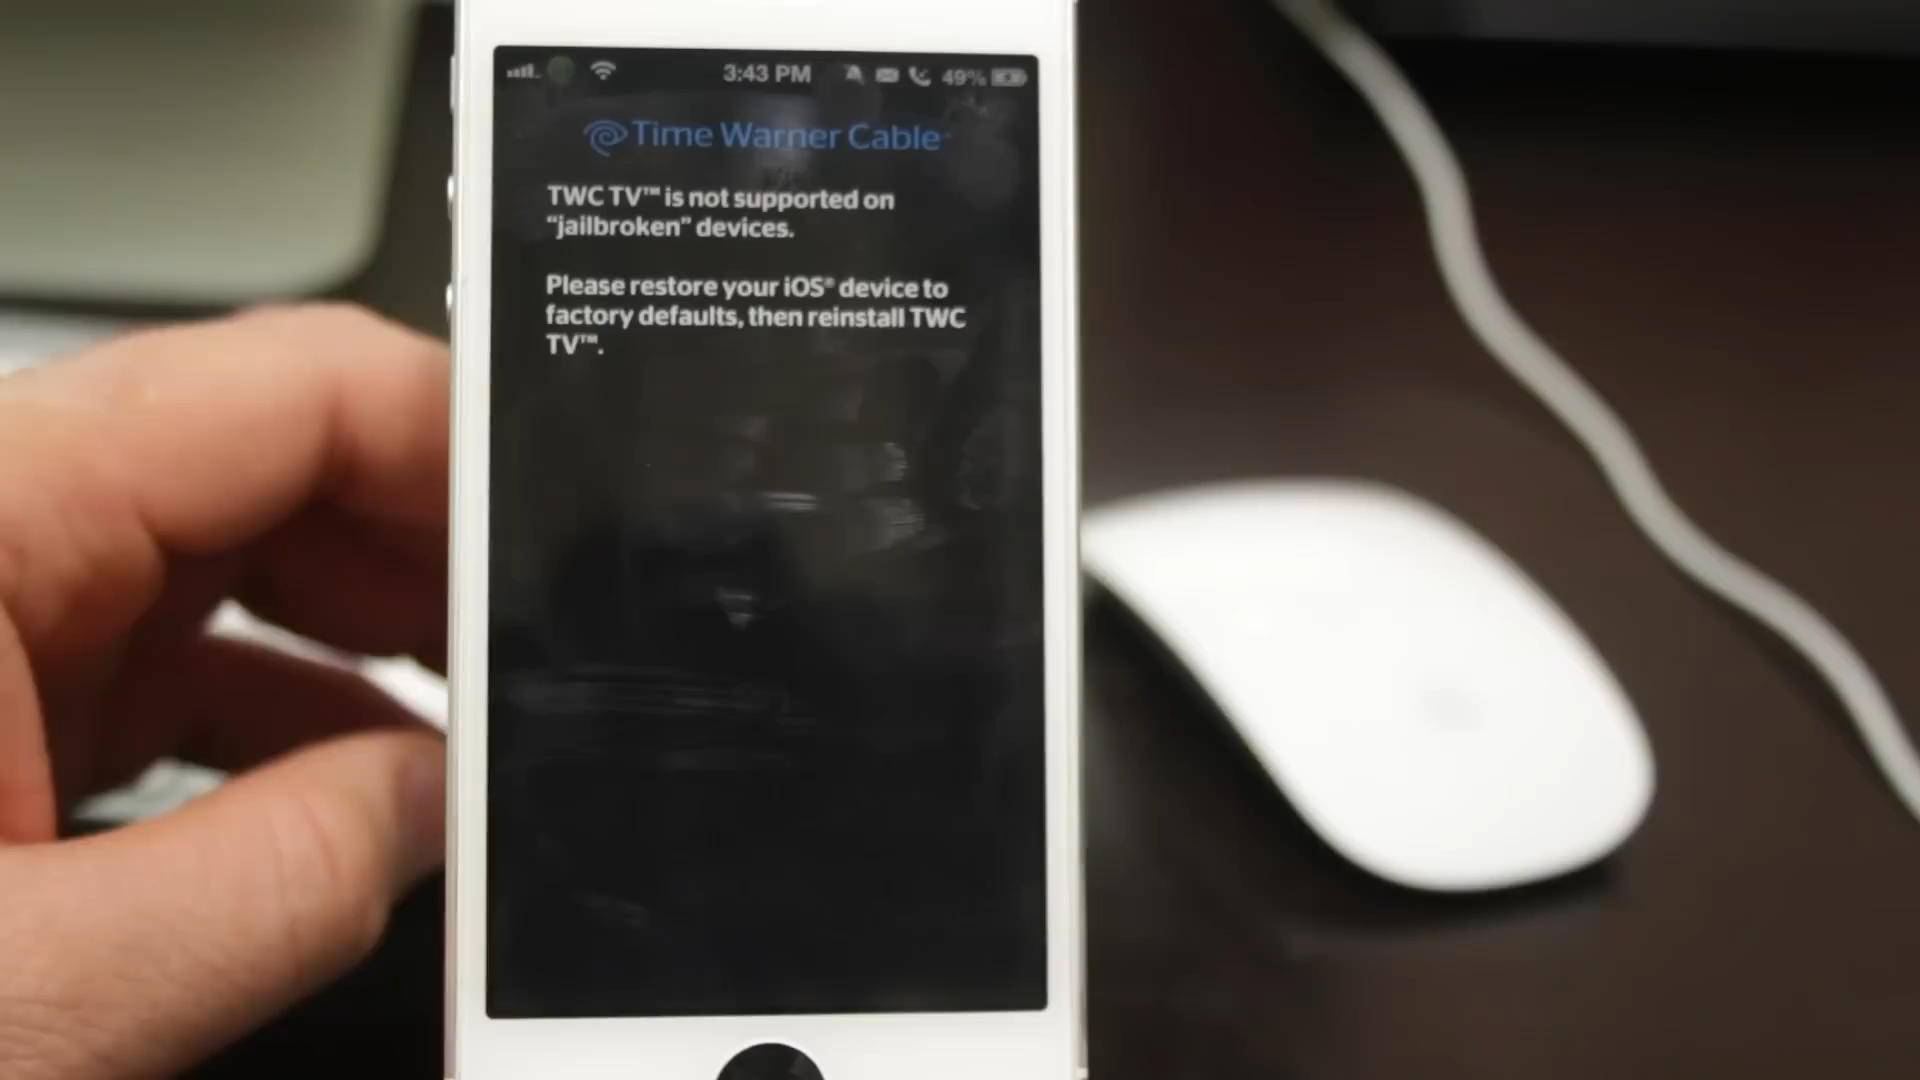 3:43 PM 49%
Time Warner Cable
TWC TV™ is not supported on
“jailbroken” devices.
Please restore your iOS® device to
factory defaults, then reinstall TWC
TV™.